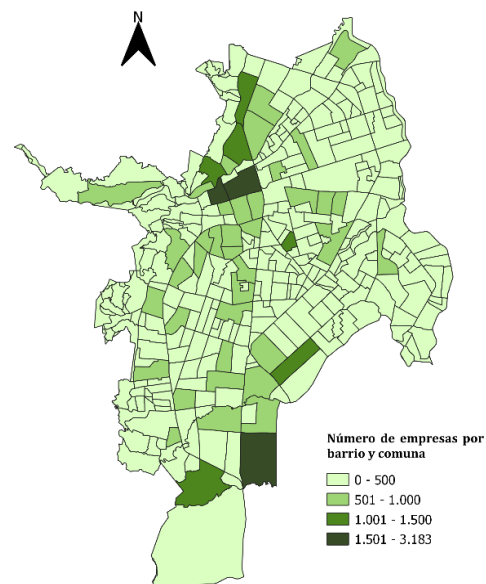 N
Número de empresas por
barrio y comuna
0 - 500
501 - 1.000
1.001 - 1.500
1.501 - 3.183